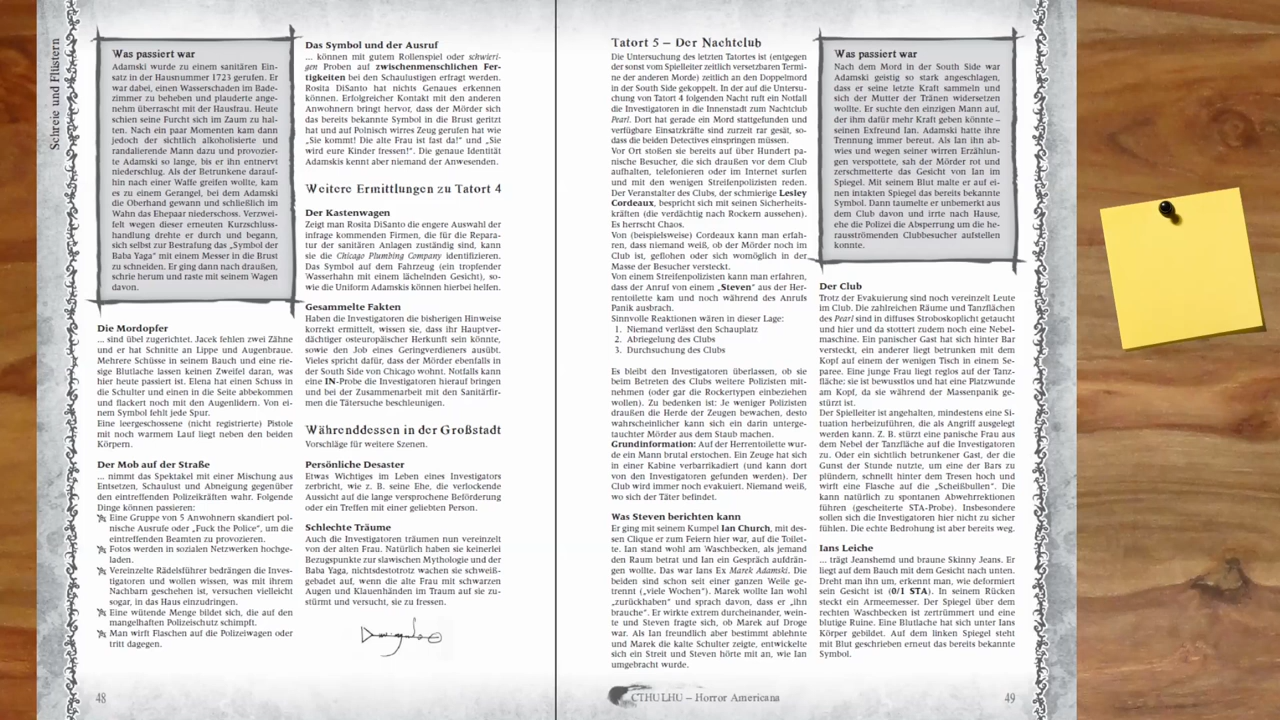 Schreie und Flüstern
Was passiert war
Adamski wurde zu einem sanitären Ein-
satz in der Hausnummer 1723 gerufen. Er
war dabei, einen Wasserschaden im Bade-
zimmer zu beheben und plauderte ange-
nehm überrascht mit der Hausfrau. Heute
schien seine Furcht sich im Zaum zu hal-
ten. Nach ein paar Momenten kam dann
jedoch der sichtlich alkoholisierte und
randalierende Mann dazu und provozier-
te Adamski so lange, bis er ihn entnervt
niederschlug. Als der Betrunkene darauf-
hin nach einer Waffe greifen wollte, kam
es zu einem Gerangel, bei dem Adamski
die Oberhand gewann und schließlich im
Wahn das Ehepaar niederschoss. Verzwei-
felt wegen dieser erneuten Kurzschluss-
handlung drehte er durch und begann,
sich selbst zur Bestrafung das „Symbol der
Baba Yaga“ mit einem Messer in die Brust
zu schneiden. Er ging dann nach draußen,
schrie herum und raste mit seinem Wagen
davon.
Die Mordopfer
... sind übel zugerichtet. Jacek fehlen zwei Zähne
und er hat Schnitte an Lippe und Augenbraue.
Mehrere Schüsse in seinem Bauch und eine rie-
sige Blutlache lassen keinen Zweifel daran, was
hier heute passiert ist. Elena hat einen Schuss in
die Schulter und einen in die Seite abbekommen
und flackert noch mit den Augenlidern. Von ei-
nem Symbol fehlt jede Spur.
Eine leergeschossene (nicht registrierte) Pistole
mit noch warmem Lauf liegt neben den beiden
Körpern.
Der Mob auf der Straße
... nimmt das Spektakel mit einer Mischung aus
Entsetzen, Schaulust und Abneigung gegenüber
den eintreffenden Polizeikräften wahr. Folgende
Dinge können passieren:
Eine Gruppe von 5 Anwohnern skandiert pol-
nische Ausrufe oder „Fuck the Police“, um die
eintreffenden Beamten zu provozieren.
Fotos werden in sozialen Netzwerken hochge-
laden.
Vereinzelte Rädelsführer bedrängen die Inves-
tigatoren und wollen wissen, was mit ihrem
Nachbarn geschehen ist, versuchen vielleicht
sogar, in das Haus einzudringen.
Eine wütende Menge bildet sich, die auf den
mangelhaften Polizeischutz schimpft.
Man wirft Flaschen auf die Polizeiwagen oder
tritt dagegen.
48
Das Symbol und der Ausruf
... können mit gutem Rollenspiel oder schwieri-
gen Proben auf zwischenmenschlichen Fer-
tigkeiten bei den Schaulustigen erfragt werden.
Rosita DiSanto hat nichts Genaues erkennen
können. Erfolgreicher Kontakt mit den anderen
Anwohnern bringt hervor, dass der Mörder sich
das bereits bekannte Symbol in die Brust geritzt
hat und auf Polnisch wirres Zeug gerufen hat wie
„Sie kommt! Die alte Frau ist fast da!“ und „Sie
wird eure Kinder fressen!“. Die genaue Identität
Adamskis kennt aber niemand der Anwesenden.
Weitere Ermittlungen zu Tatort 4
Der Kastenwagen
Zeigt man Rosita DiSanto die engere Auswahl der
infrage kommenden Firmen, die für die Repara-
tur der sanitären Anlagen zuständig sind, kann
sie die Chicago Plumbing Company identifizieren.
Das Symbol auf dem Fahrzeug (ein tropfender
Wasserhahn mit einem lächelnden Gesicht), so-
wie die Uniform Adamskis können hierbei helfen.
Gesammelte Fakten
Haben die Investigatoren die bisherigen Hinweise
korrekt ermittelt, wissen sie, dass ihr Hauptver-
dächtiger osteuropäischer Herkunft sein könnte,
sowie den Job eines Geringverdieners ausübt.
Vieles spricht dafür, dass der Mörder ebenfalls in
der South Side von Chicago wohnt. Notfalls kann
eine IN-Probe die Investigatoren hierauf bringen
und bei der Zusammenarbeit mit den Sanitärfir-
men die Tätersuche beschleunigen.
Währenddessen in der Großstadt
Vorschläge für weitere Szenen.
Persönliche Desaster
Etwas Wichtiges im Leben eines Investigators
zerbricht, wie z. B. seine Ehe, die verlockende
Aussicht auf die lange versprochene Beförderung
oder ein Treffen mit einer geliebten Person.
Schlechte Träume
Auch die Investigatoren träumen nun vereinzelt
von der alten Frau. Natürlich haben sie keinerlei
Bezugspunkte zur slawischen Mythologie und der
Baba Yaga, nichtsdestotrotz wachen sie schweiß-
gebadet auf, wenn die alte Frau mit schwarzen
Augen und Klauenhänden im Traum auf sie zu-
stürmt und versucht, sie zu fressen.
Tatort 5 – Der Nachtclub
Die Untersuchung des letzten Tatortes ist (entgegen
der sonst vom Spielleiter zeitlich versetzbaren Termi-
ne der anderen Morde) zeitlich an den Doppelmord
in der South Side gekoppelt. In der auf die Untersu-
chung von Tatort 4 folgenden Nacht ruft ein Notfall
die Investigatoren in die Innenstadt zum Nachtclub
Pearl. Dort hat gerade ein Mord stattgefunden und
verfügbare Einsatzkräfte sind zurzeit rar gesät, so-
dass die beiden Detectives einspringen müssen.
Vor Ort stoßen sie bereits auf über Hundert pa-
nische Besucher, die sich draußen vor dem Club
aufhalten, telefonieren oder im Internet surfen
und mit den wenigen Streifenpolizisten reden.
Der Veranstalter des Clubs, der schmierige Lesley
Cordeaux, bespricht sich mit seinen Sicherheits-
kräften (die verdächtig nach Rockern aussehen).
Es herrscht Chaos.
Von (beispielsweise) Cordeaux kann man erfah-
ren, dass niemand weiß, ob der Mörder noch im
Club ist, geflohen oder sich womöglich in der
Masse der Besucher versteckt.
Von einem Streifenpolizisten kann man erfahren,
dass der Anruf von einem „Steven“ aus der Her-
rentoilette kam und noch während des Anrufs
Panik ausbrach.
Sinnvolle Reaktionen wären in dieser Lage:
1. Niemand verlässt den Schauplatz
2. Abriegelung des Clubs
3. Durchsuchung des Clubs
Es bleibt den Investigatoren überlassen, ob sie
beim Betreten des Clubs weitere Polizisten mit-
nehmen (oder gar die Rockertypen einbeziehen
wollen). Zu bedenken ist: Je weniger Polizisten
draußen die Herde der Zeugen bewachen, desto
wahrscheinlicher kann sich ein darin unterge-
tauchter Mörder aus dem Staub machen.
Grundinformation: Auf der Herrentoilette wur-
de ein Mann brutal erstochen. Ein Zeuge hat sich
in einer Kabine verbarrikadiert (und kann dort
von den Investigatoren gefunden werden). Der
Club wird immer noch evakuiert. Niemand weiß,
wo sich der Täter befindet.
Was Steven berichten kann
Er ging mit seinem Kumpel Ian Church, mit des-
sen Clique er zum Feiern hier war, auf die Toilet-
te. Ian stand wohl am Waschbecken, als jemand
den Raum betrat und Ian ein Gespräch aufdrän-
gen wollte. Das war Ians Ex Marek Adamski. Die
beiden sind schon seit einer ganzen Weile ge-
trennt („viele Wochen“). Marek wollte Ian wohl
„zurückhaben“ und sprach davon, dass er „ihn
brauche“. Er wirkte extrem durcheinander, wein-
te und Steven fragte sich, ob Marek auf Droge
war. Als Ian freundlich aber bestimmt ablehnte
und Marek die kalte Schulter zeigte, entwickelte
sich ein Streit und Steven hörte mit an, wie Ian
umgebracht wurde.
CTHULHU – Horror Americana
Was passiert war
Nach dem Mord in der South Side war
Adamski geistig so stark angeschlagen,
dass er seine letzte Kraft sammeln und
sich der Mutter der Tränen widersetzen
wollte. Er suchte den einzigen Mann auf,
der ihm dafür mehr Kraft geben könnte –
seinen Exfreund Ian. Adamski hatte ihre
Trennung immer bereut. Als Ian ihn ab-
wies und wegen seiner wirren Erzählun-
gen verspottete, sah der Mörder rot und
zerschmetterte das Gesicht von Ian im
Spiegel. Mit seinem Blut malte er auf ei-
nen intakten Spiegel das bereits bekannte
Symbol. Dann taumelte er unbemerkt aus
dem Club davon und irrte nach Hause,
ehe die Polizei die Absperrung um die he-
rausströmenden Clubbesucher aufstellen
konnte.
Der Club
Trotz der Evakuierung sind noch vereinzelt Leute
im Club. Die zahlreichen Räume und Tanzflächen
des Pearl sind in diffuses Stroboskoplicht getaucht
und hier und da stottert zudem noch eine Nebel-
maschine. Ein panischer Gast hat sich hinter Bar
versteckt, ein anderer liegt betrunken mit dem
Kopf auf einem der wenigen Tisch in einem Se-
paree. Eine junge Frau liegt reglos auf der Tanz-
fläche: sie ist bewusstlos und hat eine Platzwunde
am Kopf, da sie während der Massenpanik ge-
stürzt ist.
Der Spielleiter ist angehalten, mindestens eine Si-
tuation herbeizuführen, die als Angriff ausgelegt
werden kann. Z. B. stürzt eine panische Frau aus
dem Nebel der Tanzfläche auf die Investigatoren
zu. Oder ein sichtlich betrunkener Gast, der die
Gunst der Stunde nutzte, um eine der Bars zu
plündern, schnellt hinter dem Tresen hoch und
wirft eine Flasche auf die „Scheißbullen“. Die
kann natürlich zu spontanen Abwehrrektionen
führen (gescheiterte STA-Probe). Insbesondere
sollen sich die Investigatoren hier nicht zu sicher
fühlen. Die echte Bedrohung ist aber bereits weg.
Ians Leiche
... trägt Jeanshemd und braune Skinny Jeans. Er
liegt auf dem Bauch mit dem Gesicht nach unten.
Dreht man ihn um, erkennt man, wie deformiert
sein Gesicht ist (0/1 STA). In seinem Rücken
steckt ein Armeemesser. Der Spiegel über dem
rechten Waschbecken ist zertrümmert und eine
blutige Ruine. Eine Blutlache hat sich unter Ians
Körper gebildet. Auf dem linken Spiegel steht
mit Blut geschrieben erneut das bereits bekannte
Symbol.
49